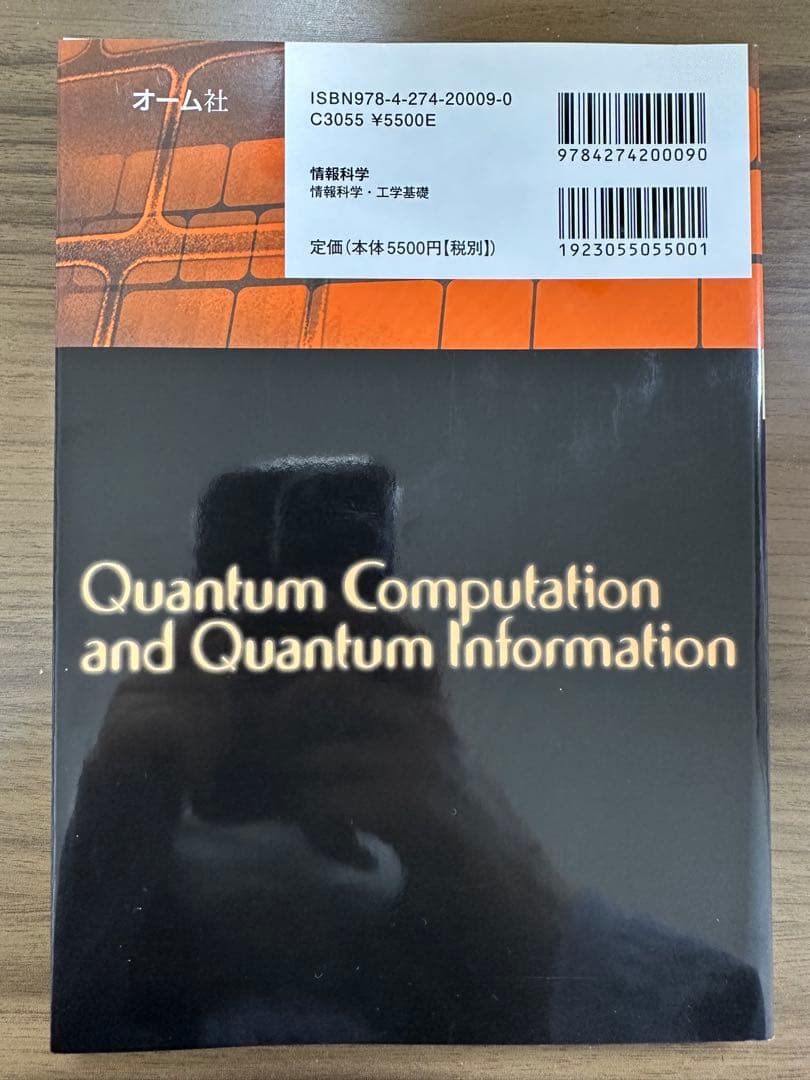 オーム社
ISBN978-4-274-20009-0
C3055 ¥5500E
情報科学
情報科学・工学基礎
定価(本体5500円【税別】)
9784274200090
1923055055001
Quantum Computation
and Quantum Information